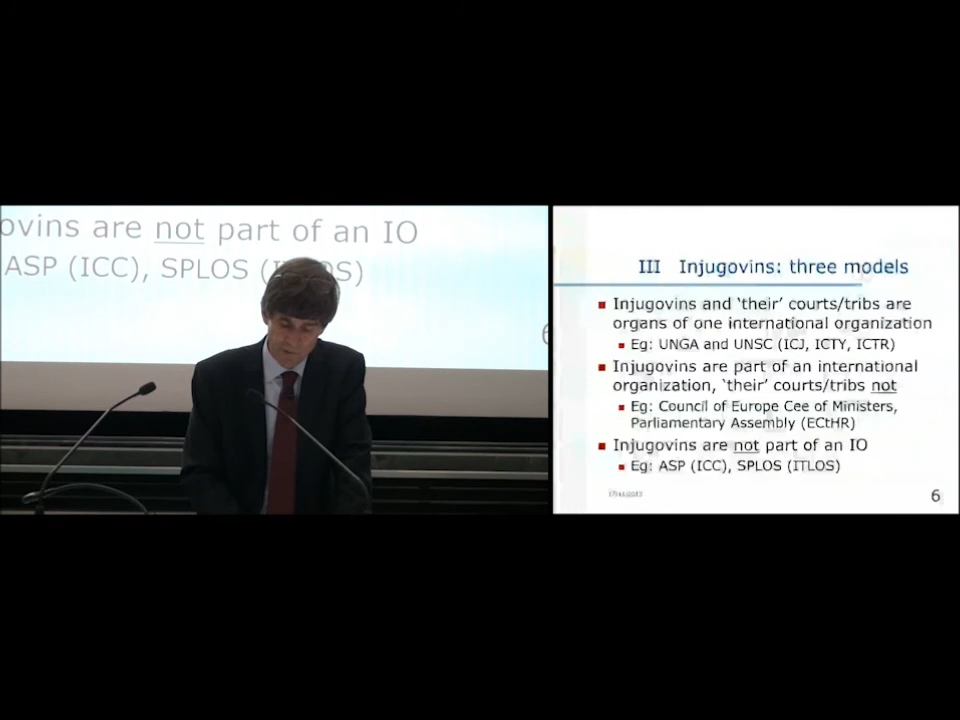 ovins are not part of an IO
ASP (ICC), SPLOS (ITLOS)
6
III Injugovins: three models
Injugovins and ‘their’ courts/tribs are
organs of one international organization
Eg: UNGA and UNSC (ICJ, ICTY, ICTR)
Injugovins are part of an international
organization, ‘their’ courts/tribs not
Eg: Council of Europe Cee of Ministers,
Parliamentary Assembly (ECtHR)
Injugovins are not part of an IO
Eg: ASP (ICC), SPLOS (ITLOS)
6